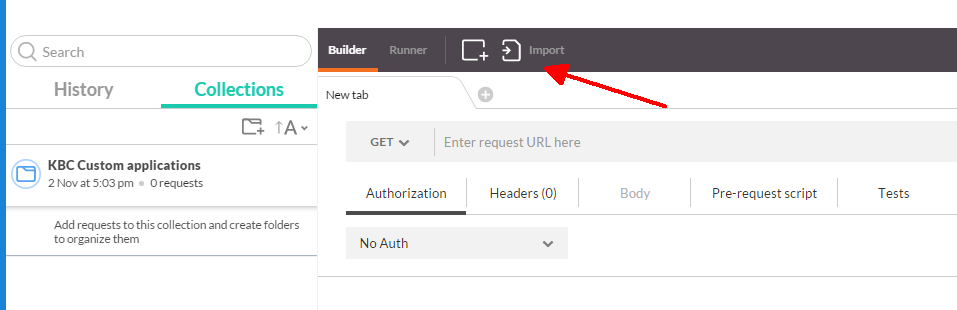 Search
History Collections
↑A
KBC Custom applications
2 Nov at 5:03 pm • 0 requests
Add requests to this collection and create folders
to organize them
Builder Runner Import
New tab
GET Enter request URL here
Authorization Headers (0) Body Pre-request script Tests
No Auth